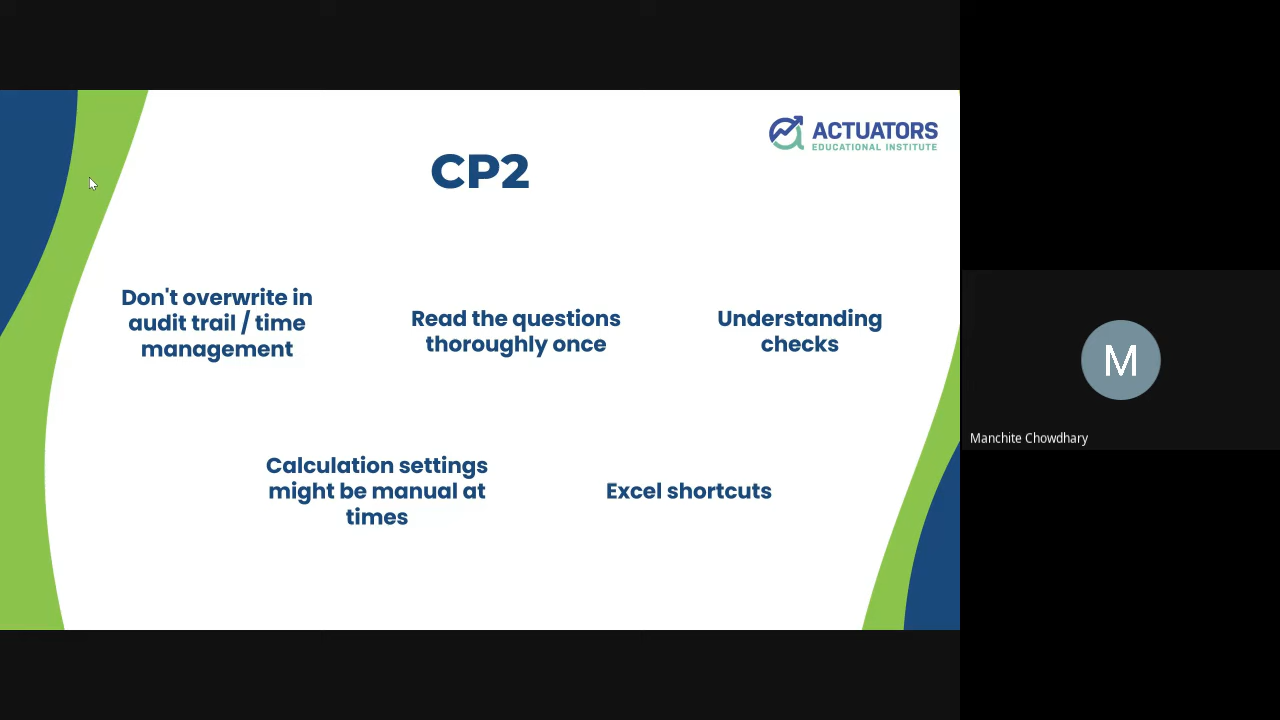 ACTUATORS
EDUCATIONAL INSTITUTE
CP2
Don't overwrite in
audit trail / time
management
Read the questions
thoroughly once
Understanding
checks
Calculation settings
might be manual at
times
Excel shortcuts
M
Manchite Chowdhary